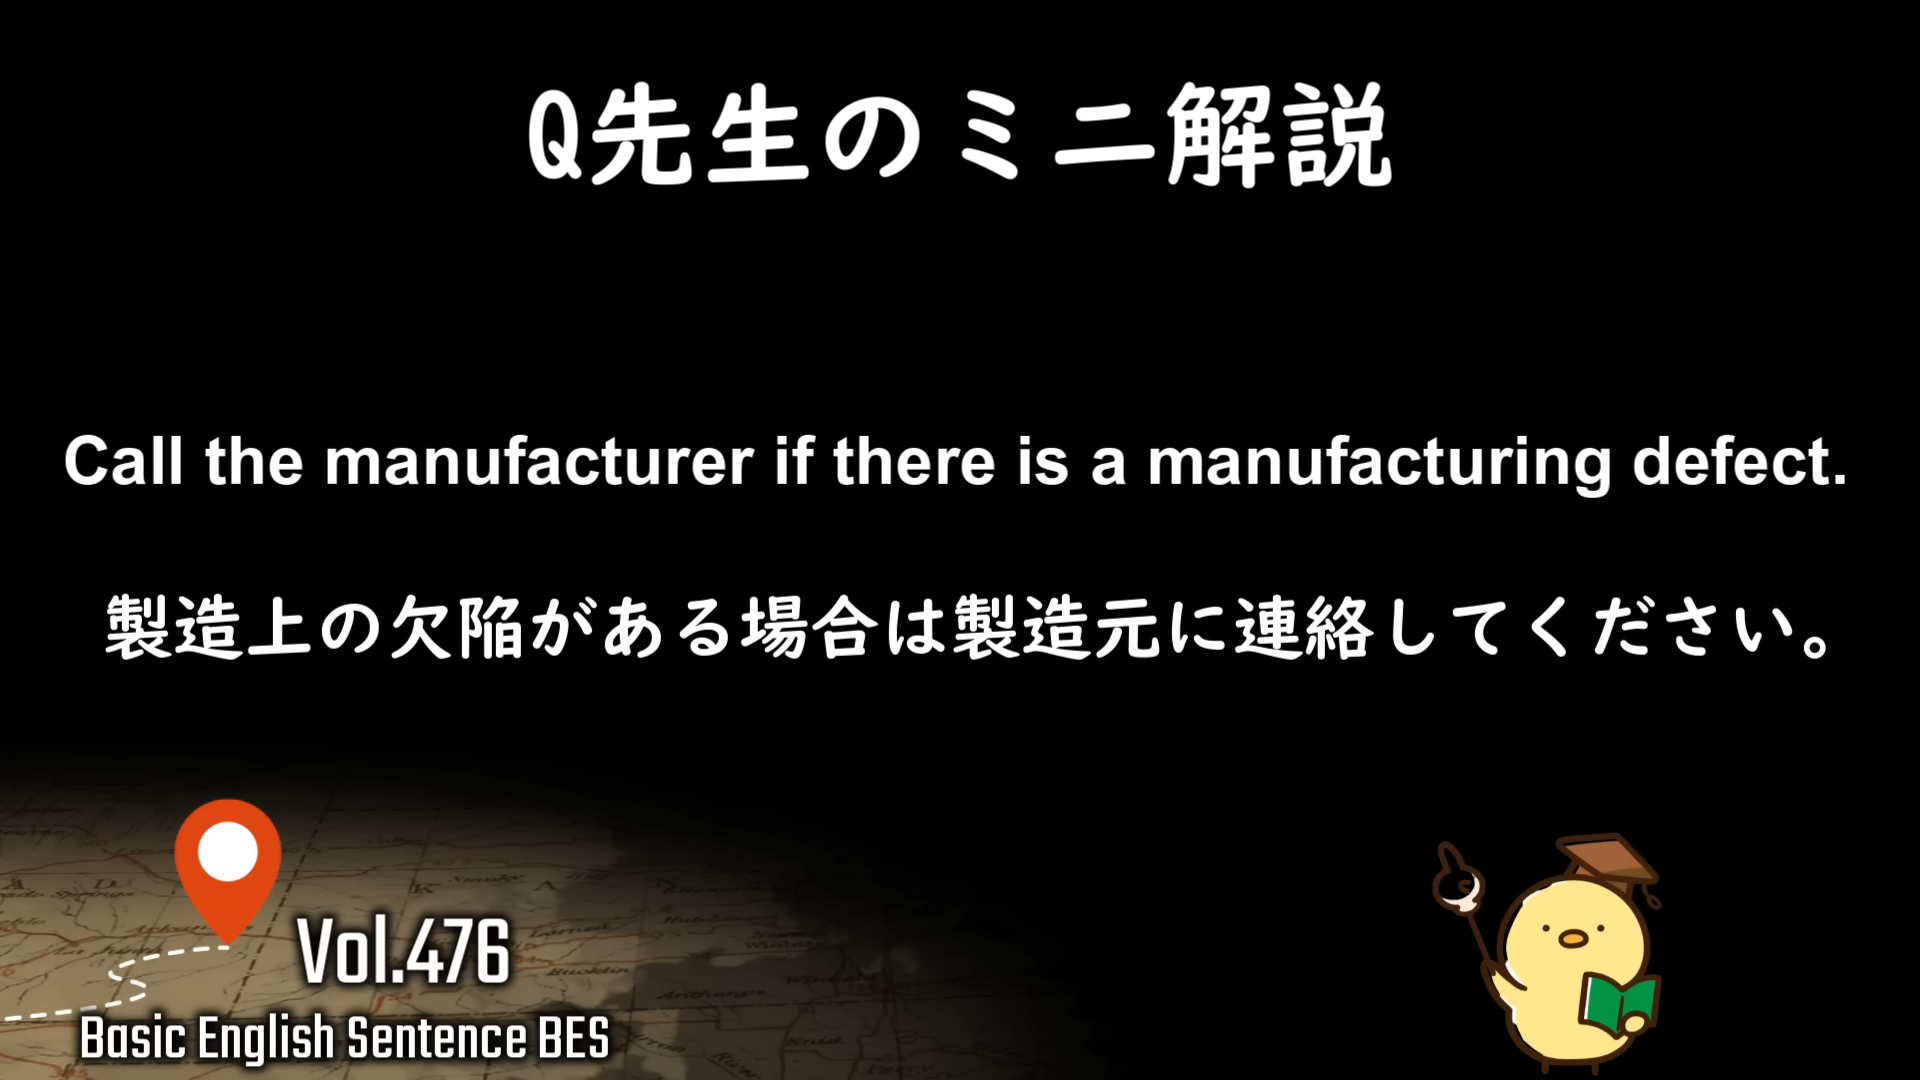 Q先生のミニ解説
Call the manufacturer if there is a manufacturing defect.
製造上の欠陥がある場合は製造元に連絡してください。
Vol.476
Basic English Sentence BES